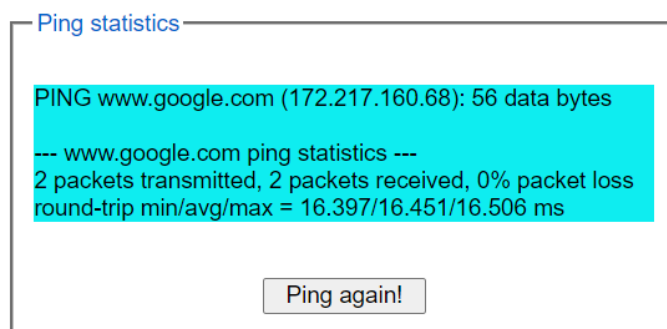 Ping statistics
PING www.google.com (172.217.160.68): 56 data bytes
--- www.google.com ping statistics ---
2 packets transmitted, 2 packets received, 0% packet loss
round-trip min/avg/max = 16.397/16.451/16.506 ms
Ping again!